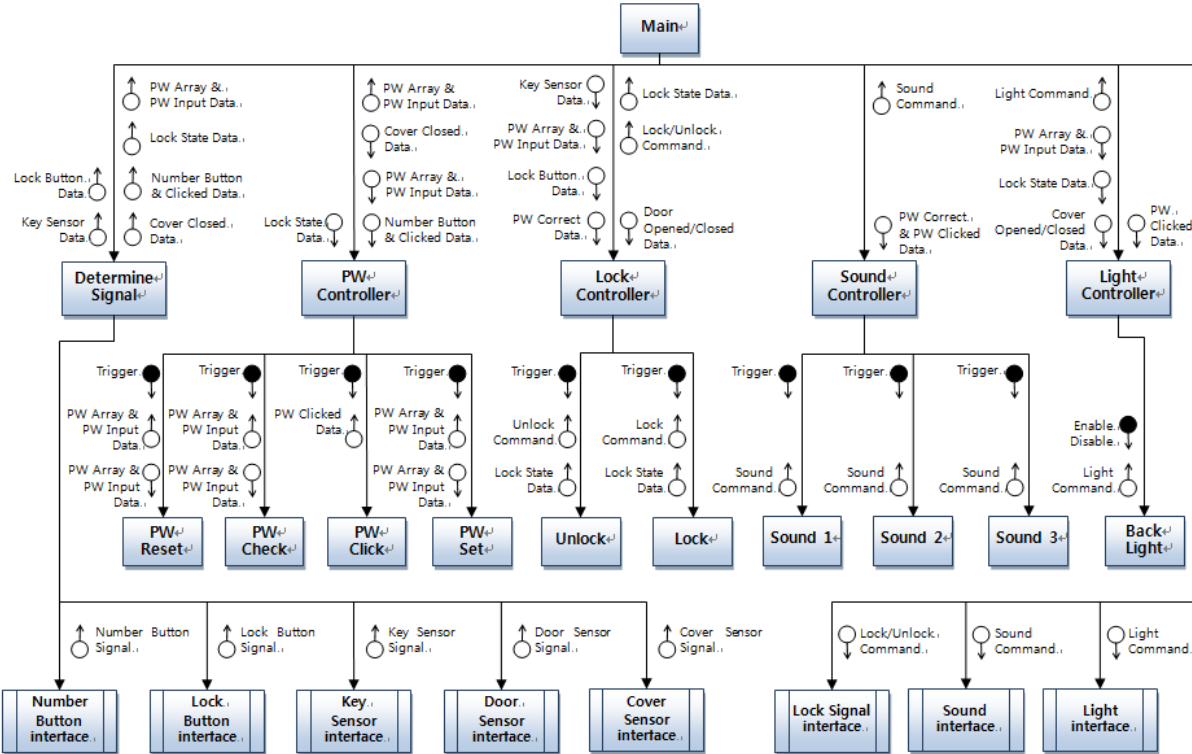 Main
PW Array &
PW Input Data.
Lock State Data.
Lock Button.
Data.
Number Button
& Clicked Data.
Key Sensor
Data.
Cover Closed.
Data.
PW Array &
PW Input Data.
Cover Closed.
Data.
PW Array &
PW Input Data.
Lock State.
Data.
Number Button
& Clicked Data.
Key Sensor
Data.
Lock State Data.
PW Array &
PW Input Data.
Lock/Unlock
Command.
Lock Button
Data.
PW Correct
Data.
Door
Opened/Closed
Data.
Sound
Command.
PW Correct.
& PW Clicked
Data.
Light Command.
PW Array &
PW Input Data.
Lock State Data.
Cover
Opened/Closed
Data.
PW.
Clicked
Data.
Determine
Signal
PW
Controller
Lock
Controller
Sound
Controller
Light
Controller
Trigger.
PW Array &
PW Input
Data.
PW Array &
PW Input
Data.
Trigger.
PW Array &
PW Input
Data.
PW Array &
PW Input
Data.
Trigger.
PW Clicked
Data.
Trigger.
PW Array &
PW Input
Data.
PW Array &
PW Input
Data.
Trigger.
Unlock
Command.
Lock State
Data.
Trigger.
Lock
Command.
Lock State
Data.
Trigger.
Sound
Command.
Trigger.
Sound
Command.
Trigger.
Sound
Command.
Enable.
Disable.
Light
Command.
PW
Reset
PW
Check
PW
Click
PW
Set
Unlock
Lock
Sound 1
Sound 2
Sound 3
Back
Light
Number Button
Signal.
Lock Button
Signal.
Key Sensor
Signal.
Door Sensor
Signal.
Cover Sensor
Signal.
Lock/Unlock.
Command.
Sound
Command.
Light
Command.
Number
Button
interface.
Lock.
Button
interface.
Key.
Sensor
interface.
Door.
Sensor
interface.
Cover
Sensor
interface.
Lock Signal
interface.
Sound
interface.
Light
interface.